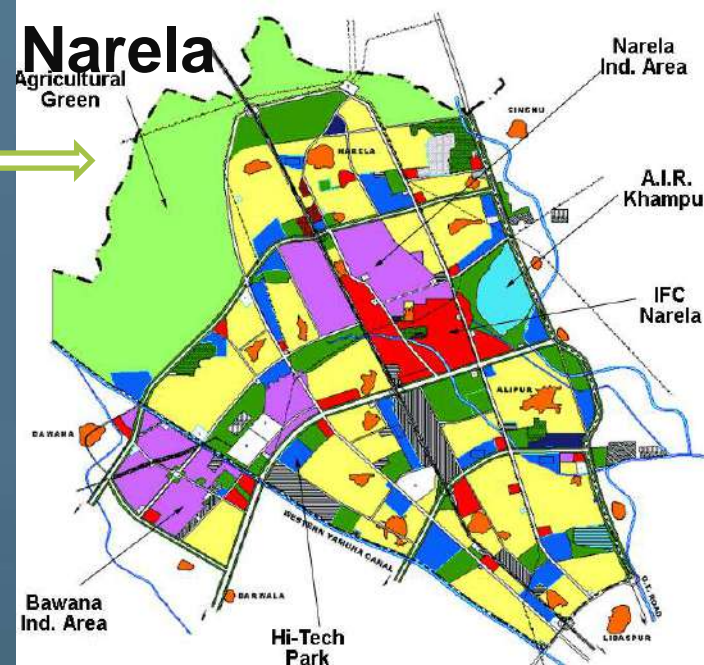 Narela
Agricultural
Green
Narela
Ind. Area
SINGHU
NARELA
A.I.R.
Khampu
IFC
Narela
ALIPUR
BAWANA
WESTERN YAMUNA CANAL
BARWALA
Bawana
Ind. Area
Hi-Tech
Park
G.T. ROAD
LIBASPUR